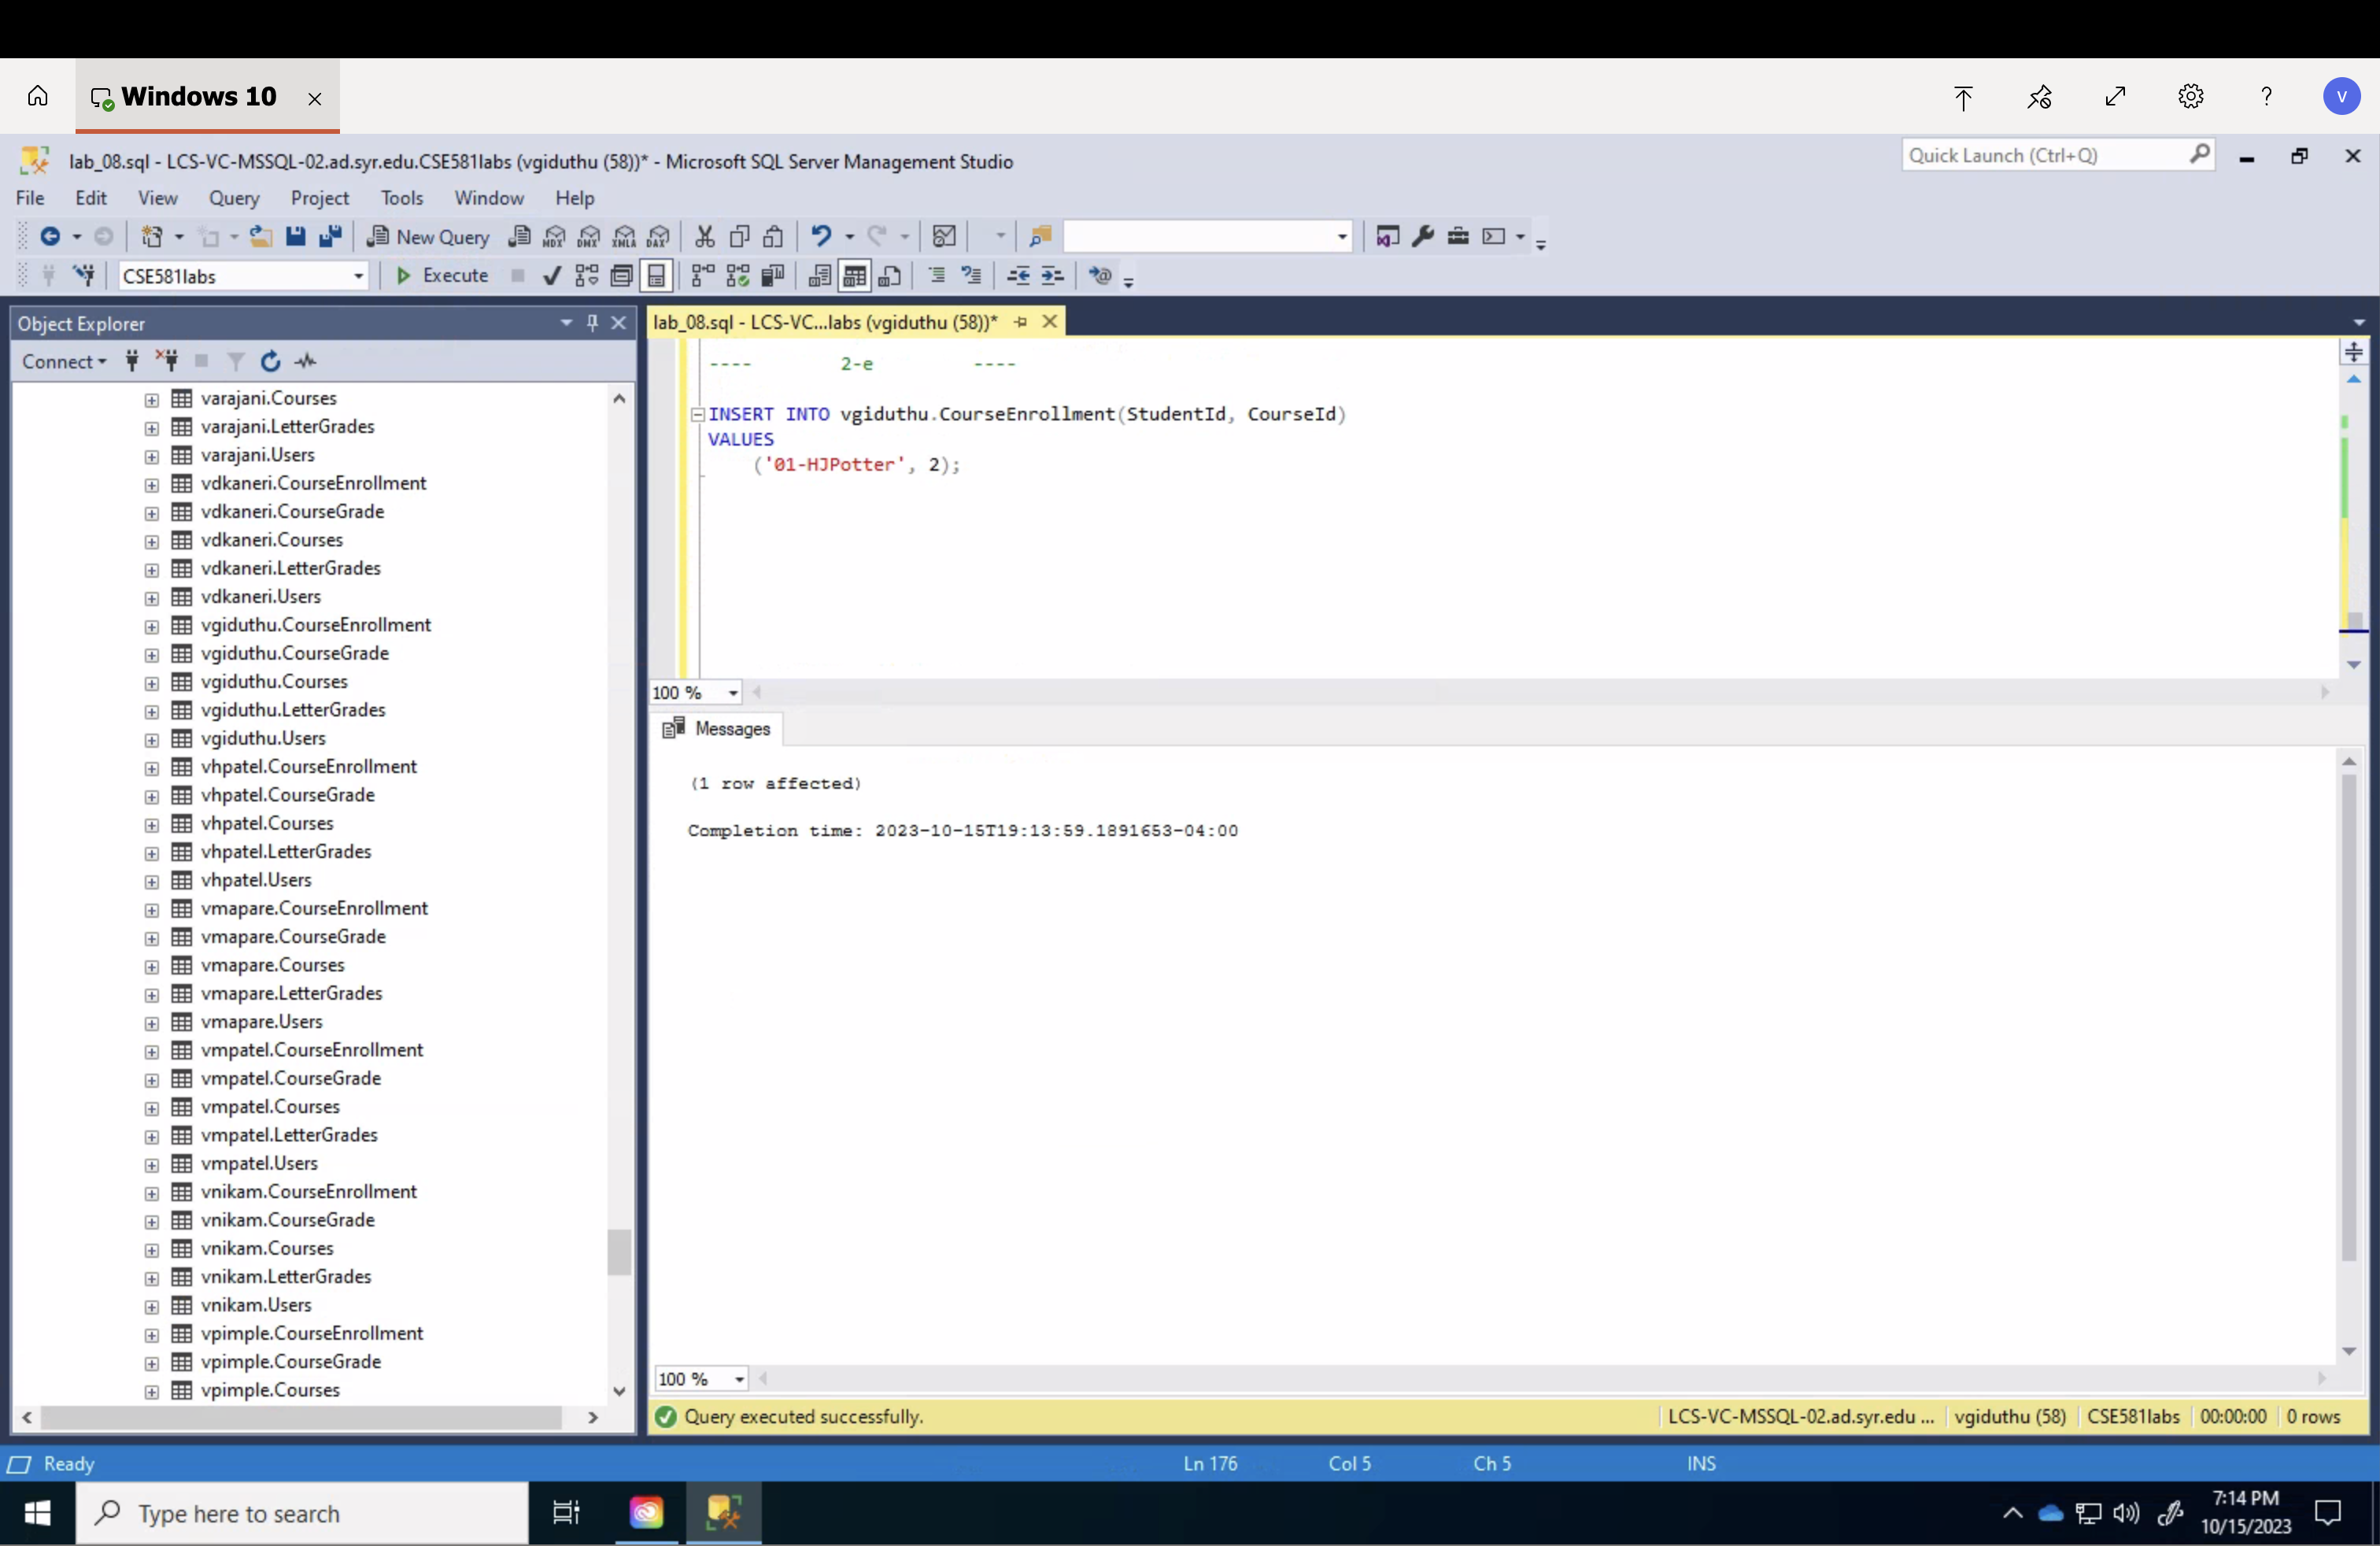 Windows 10
V
lab_08.sql - LCS-VC-MSSQL-02.ad.syr.edu.CSE581labs (vgiduthu (58))* - Microsoft SQL Server Management Studio
Quick Launch (Ctrl+Q)
File Edit View Query Project Tools Window Help
New Query MDX DMX XMLA DAX
CSE581labs Execute
Object Explorer
Connect
varajani.Courses
varajani.LetterGrades
varajani.Users
vdkaneri.CourseEnrollment
vdkaneri.CourseGrade
vdkaneri.Courses
vdkaneri.LetterGrades
vdkaneri.Users
vgiduthu.CourseEnrollment
vgiduthu.CourseGrade
vgiduthu.Courses
vgiduthu.LetterGrades
vgiduthu.Users
vhpatel.CourseEnrollment
vhpatel.CourseGrade
vhpatel.Courses
vhpatel.LetterGrades
vhpatel.Users
vmapare.CourseEnrollment
vmapare.CourseGrade
vmapare.Courses
vmapare.LetterGrades
vmapare.Users
vmpatel.CourseEnrollment
vmpatel.CourseGrade
vmpatel.Courses
vmpatel.LetterGrades
vmpatel.Users
vnikam.CourseEnrollment
vnikam.CourseGrade
vnikam.Courses
vnikam.LetterGrades
vnikam.Users
vpimple.CourseEnrollment
vpimple.CourseGrade
vpimple.Courses
lab_08.sql - LCS-VC...labs (vgiduthu (58))*
---- 2-e ----
INSERT INTO vgiduthu.CourseEnrollment(StudentId, CourseId)
VALUES
('01-HJPotter', 2);
100 %
Messages
(1 row affected)
Completion time: 2023-10-15T19:13:59.1891653-04:00
100 %
Query executed successfully. LCS-VC-MSSQL-02.ad.syr.edu ... vgiduthu (58) CSE581labs 00:00:00 0 rows
Ready Ln 176 Col 5 Ch 5 INS
Type here to search
7:14 PM
10/15/2023